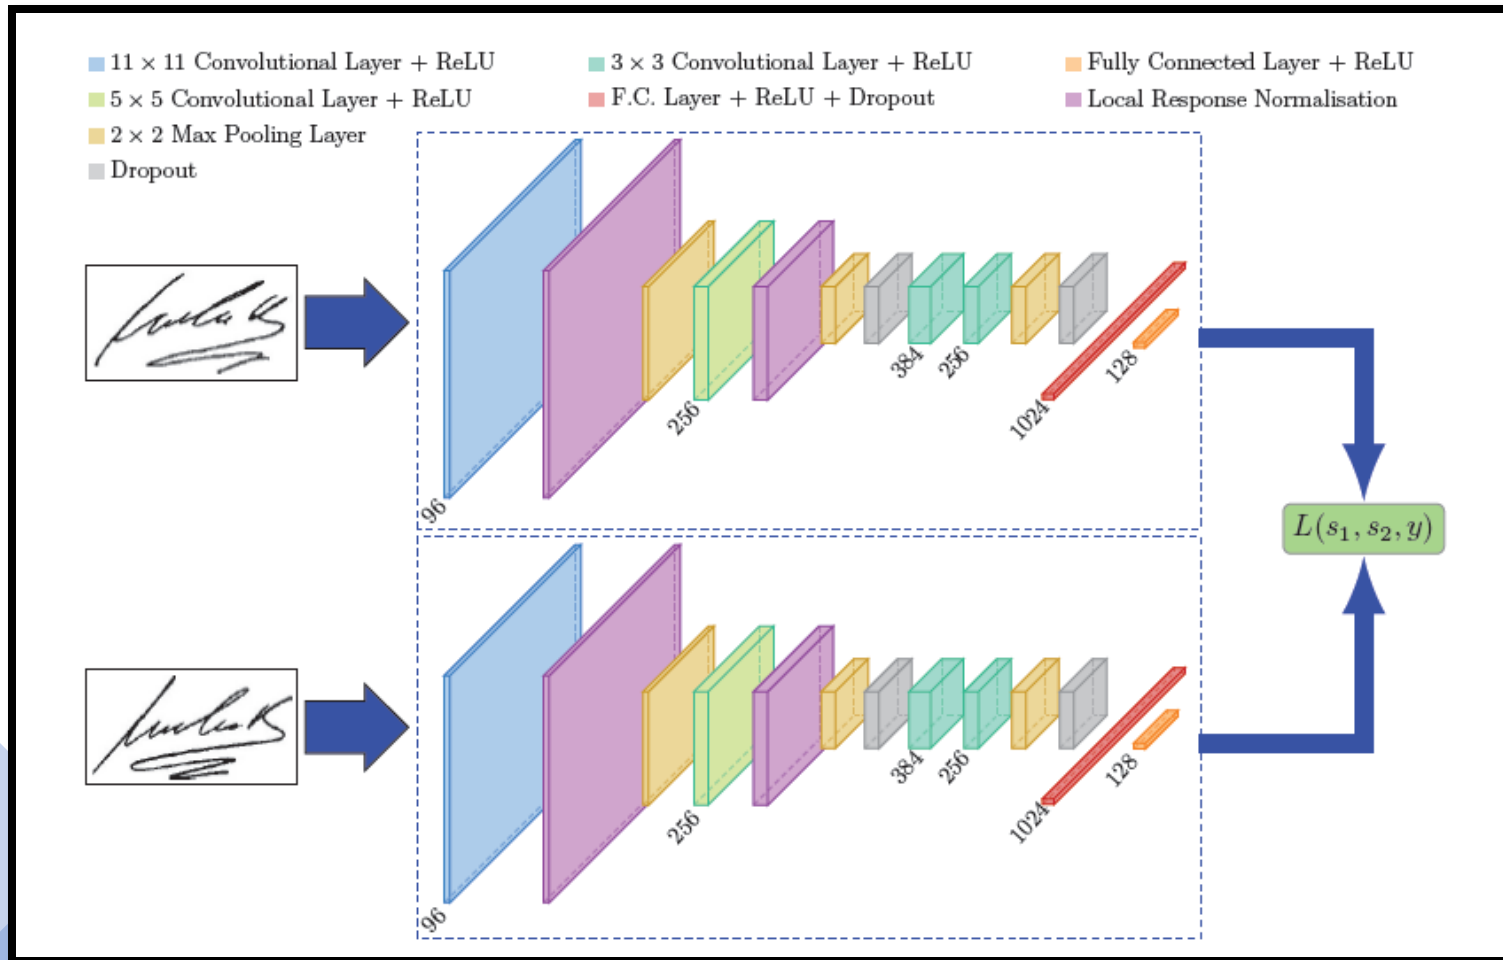 11 × 11 Convolutional Layer + ReLU
5 × 5 Convolutional Layer + ReLU
2 × 2 Max Pooling Layer
Dropout
3 × 3 Convolutional Layer + ReLU
F.C. Layer + ReLU + Dropout
Fully Connected Layer + ReLU
Local Response Normalisation
96
256
384
256
1024
128
L(s₁, s₂, y)
96
256
384
256
1024
128